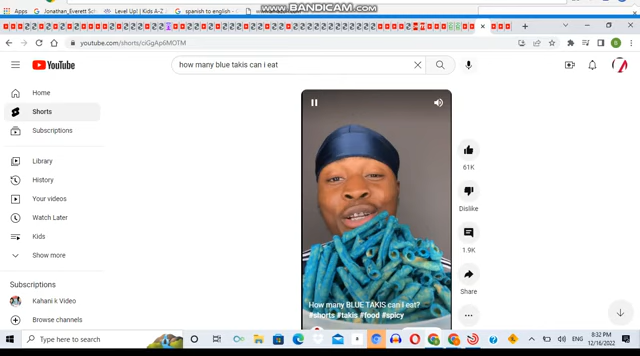 www.BANDICAM.com
Apps
Jonathan_Everett Sch...
Level Up! | Kids A-Z
spanish to english -
youtube.com/shorts/ciGgAp6MOTM
YouTube
how many blue takis can i eat
Home
Shorts
Subscriptions
Library
History
Your videos
Watch Later
Kids
Show more
Subscriptions
Kahani k Video
Browse channels
61K
Dislike
1.9K
Share
How many BLUE TAKIS can I eat?
#shorts #takis #food #spicy
Type here to search
8:32 PM
12/16/2022